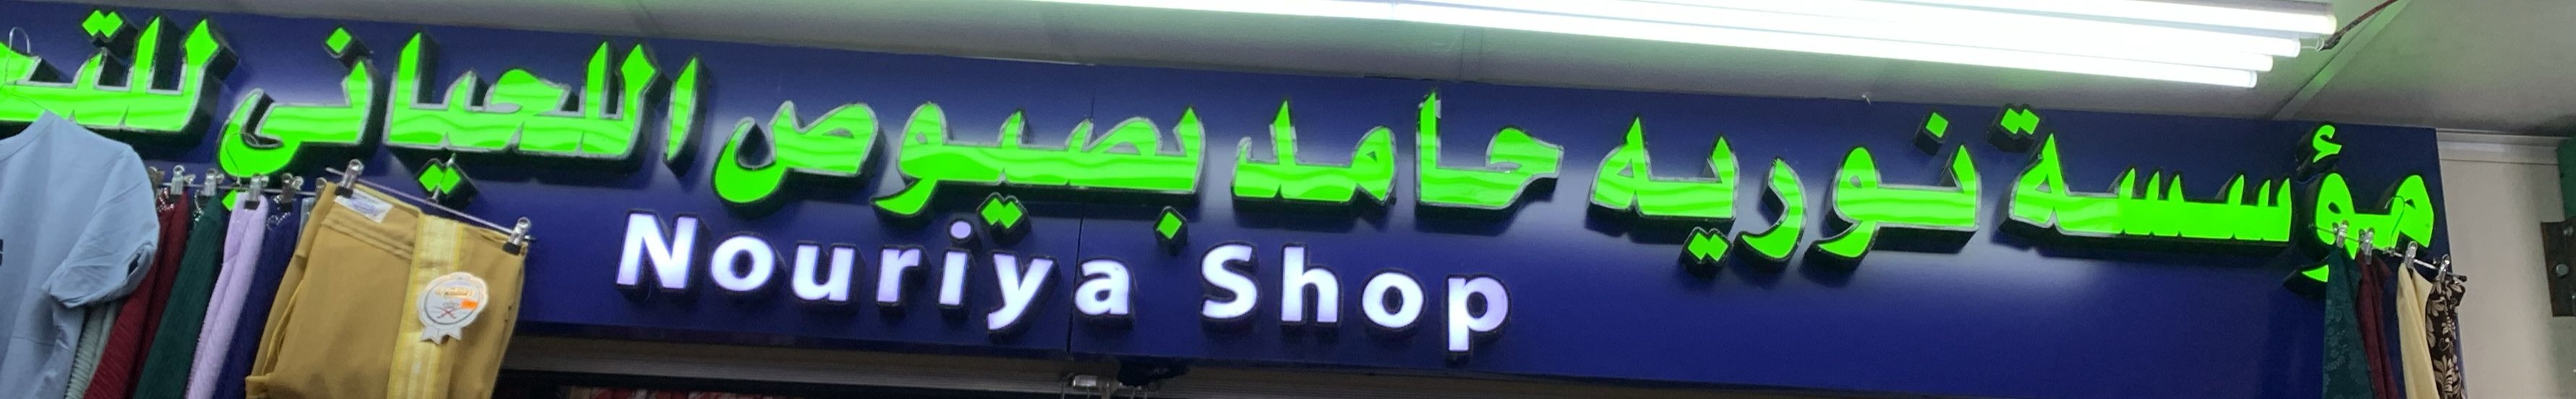 مؤسسة نوريه حامد بصيوص اللحياني
Nouriya Shop